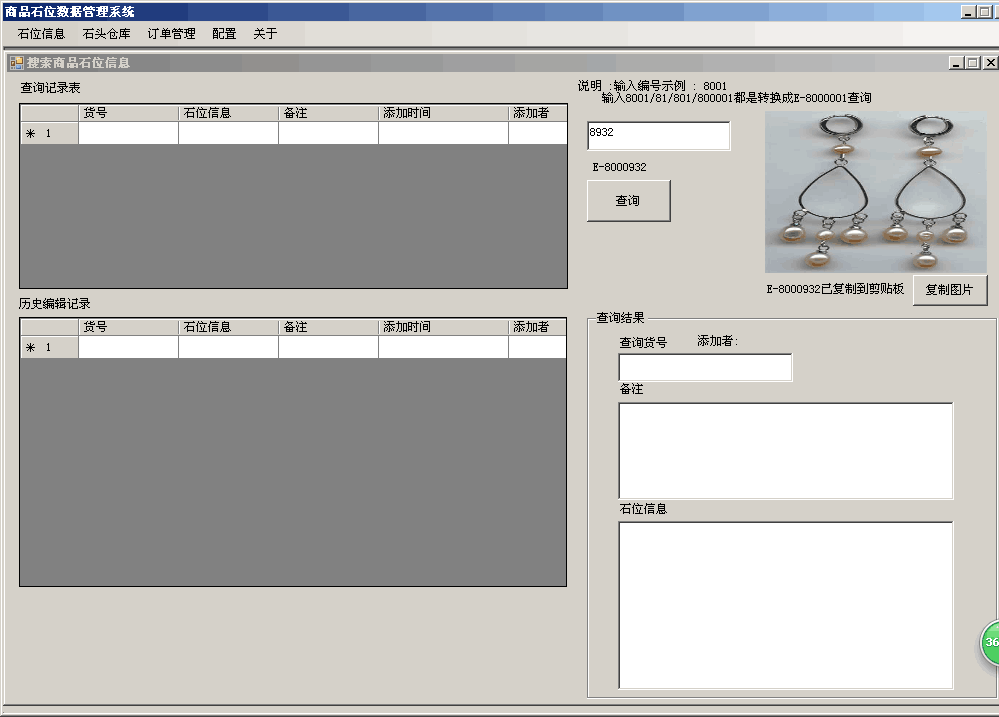 商品石位数据管理系统
石位信息 石头仓库 订单管理 配置 关于
搜索商品石位信息
查询记录表
货号 石位信息 备注 添加时间 添加者
* 1
历史编辑记录
货号 石位信息 备注 添加时间 添加者
* 1
说明 :输入编号示例 : 8001
输入8001/81/801/800001都是转换成E-8000001查询
8932
E-8000932
查询
E-8000932已复制到剪贴板
复制图片
查询结果
查询货号 添加者:
备注
石位信息
36